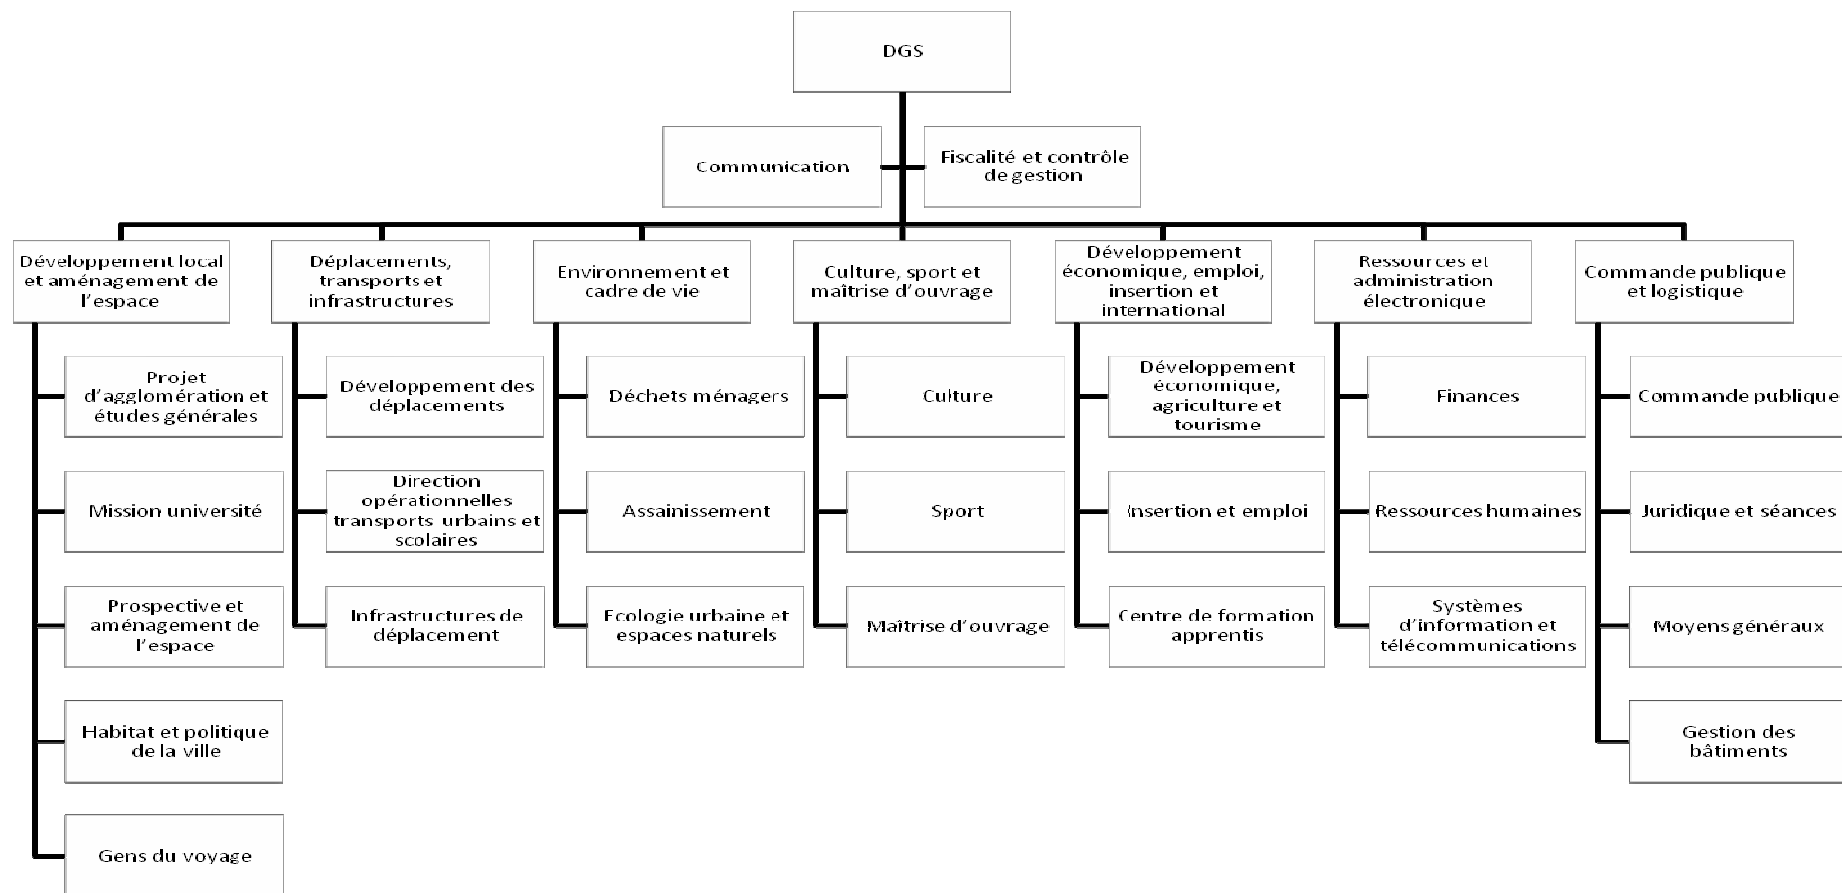 DGS
Communication
Fiscalité et contrôle
de gestion
Développement local
et aménagement de
l'espace
Projet
d'agglomération et
études générales
Mission université
Prospective et
aménagement de
l'espace
Habitat et politique
de la ville
Gens du voyage
Déplacements,
transports et
infrastructures
Développement des
déplacements
Direction
opérationnelles
transports urbains et
scolaires
Infrastructures de
déplacement
Environnement et
cadre de vie
Déchets ménagers
Assainissement
Ecologie urbaine et
espaces naturels
Culture, sport et
maîtrise d'ouvrage
Culture
Sport
Maîtrise d'ouvrage
Développement
économique, emploi,
insertion et
international
Développement
économique,
agriculture et
tourisme
Insertion et emploi
Centre de formation
apprentis
Ressources et
administration
électronique
Finances
Ressources humaines
Systèmes
d'information et
télécommunications
Commande publique
et logistique
Commande publique
Juridique et séances
Moyens généraux
Gestion des
bâtiments